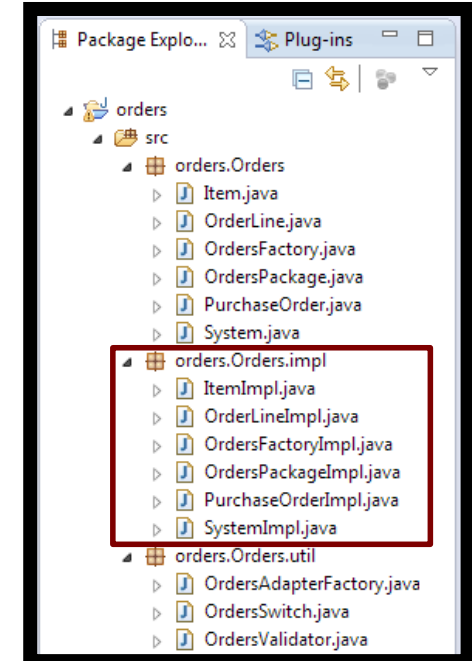 Package Explo... Plug-ins
orders
src
orders.Orders
Item.java
OrderLine.java
OrdersFactory.java
OrdersPackage.java
PurchaseOrder.java
System.java
orders.Orders.impl
ItemImpl.java
OrderLineImpl.java
OrdersFactoryImpl.java
OrdersPackageImpl.java
PurchaseOrderImpl.java
SystemImpl.java
orders.Orders.util
OrdersAdapterFactory.java
OrdersSwitch.java
OrdersValidator.java